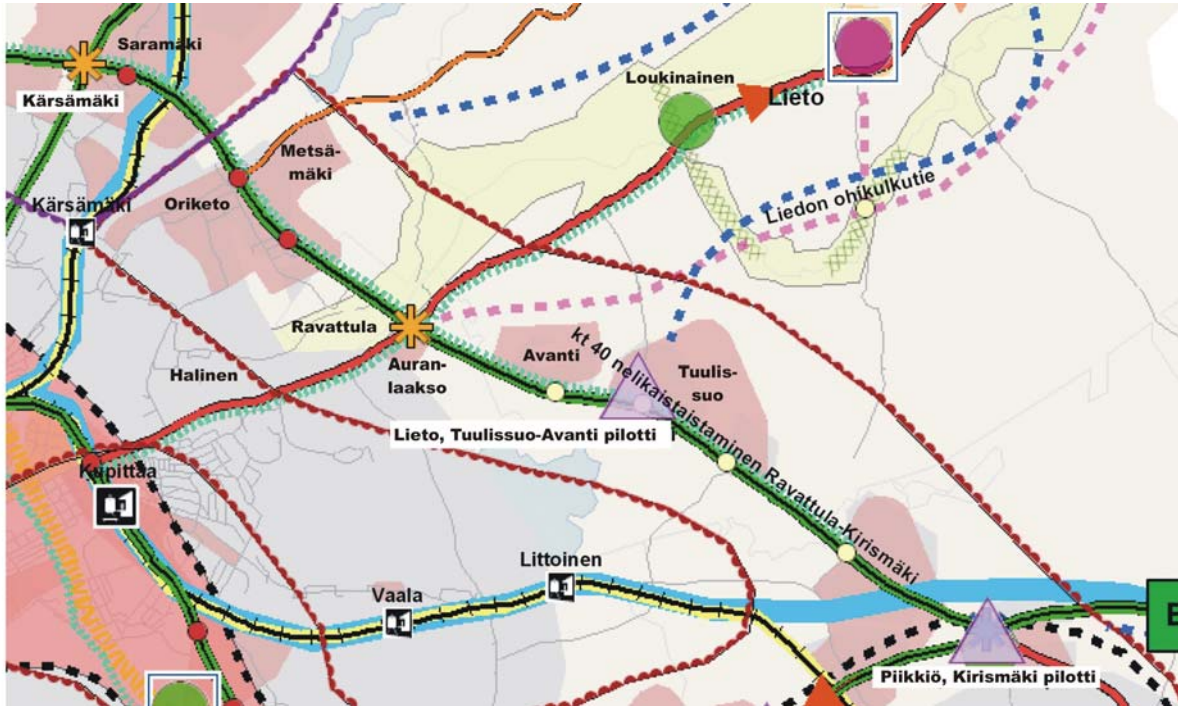 Saramäki
Kärsämäki
Loukinainen
Lieto
Metsä-
mäki
Oriketo
Kärsämäki
Liedon ohikulkutie
Ravattula
Auran-
laakso
Halinen
Avanti
Tuulis-
suo
kt 40 nelikaistaistaminen Ravattula-Kirismäki
Lieto, Tuulissuo-Avanti pilotti
Kupittaa
Littoinen
Vaala
E
Piikkiö, Kirismäki pilotti